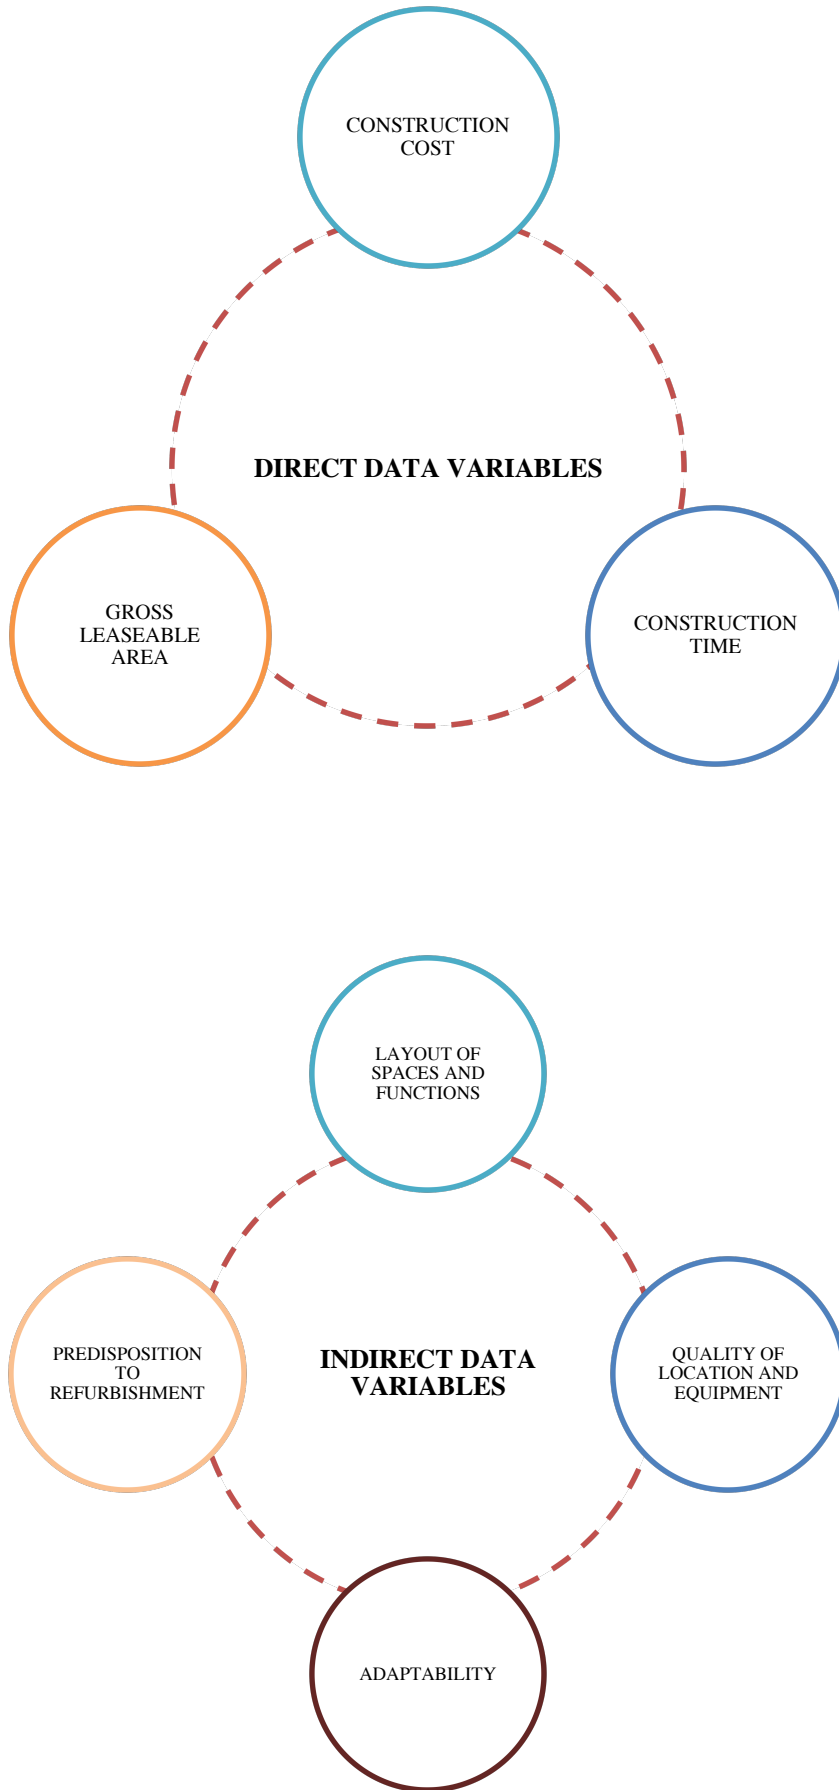 CONSTRUCTION
COST
DIRECT DATA VARIABLES
GROSS
LEASEABLE
AREA
CONSTRUCTION
TIME
LAYOUT OF
SPACES AND
FUNCTIONS
PREDISPOSITION
TO
REFURBISHMENT
INDIRECT DATA
VARIABLES
QUALITY OF
LOCATION AND
EQUIPMENT
ADAPTABILITY